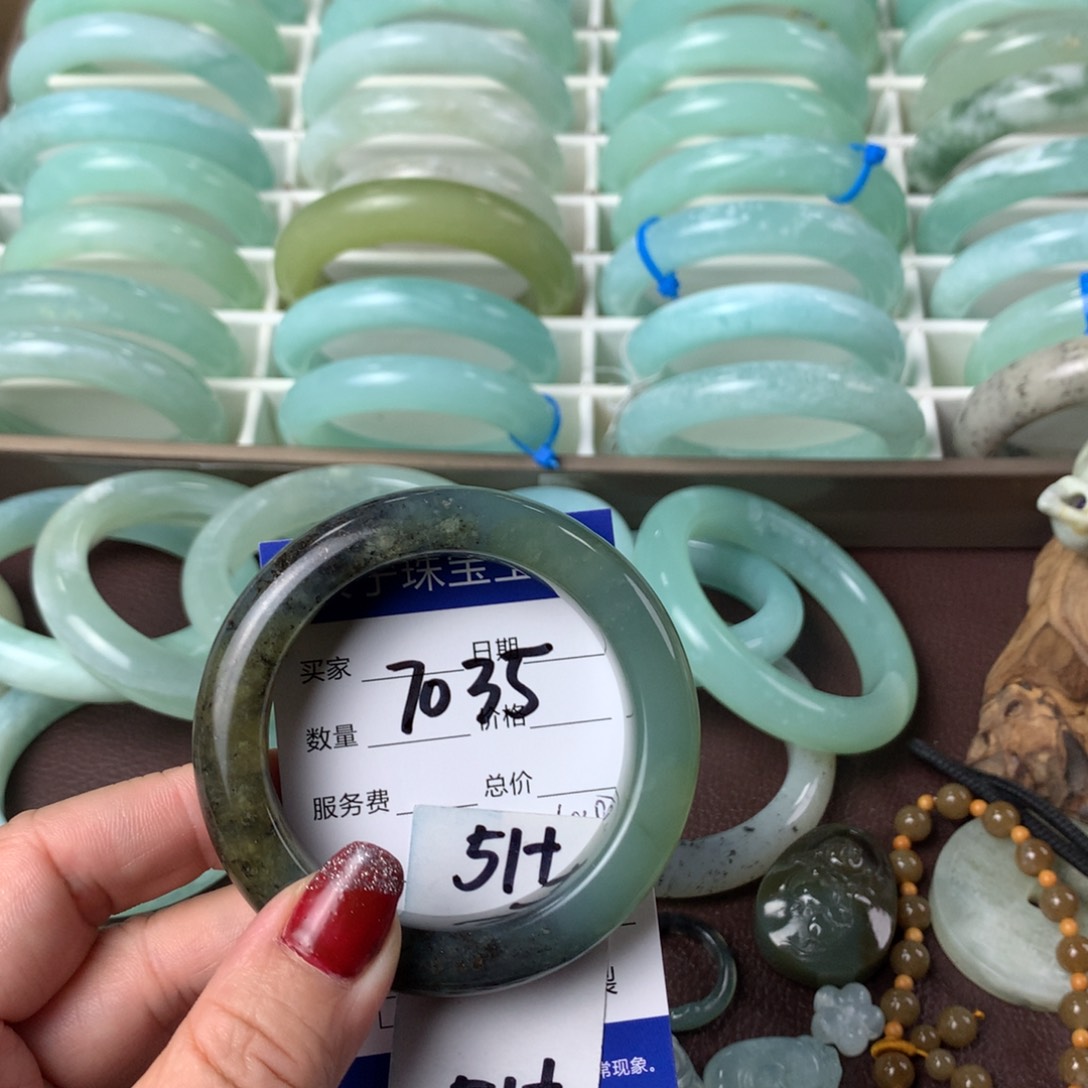 珠宝
买家 日期
7035
数量 价格
服务费 总价
51t
51t
常现象。